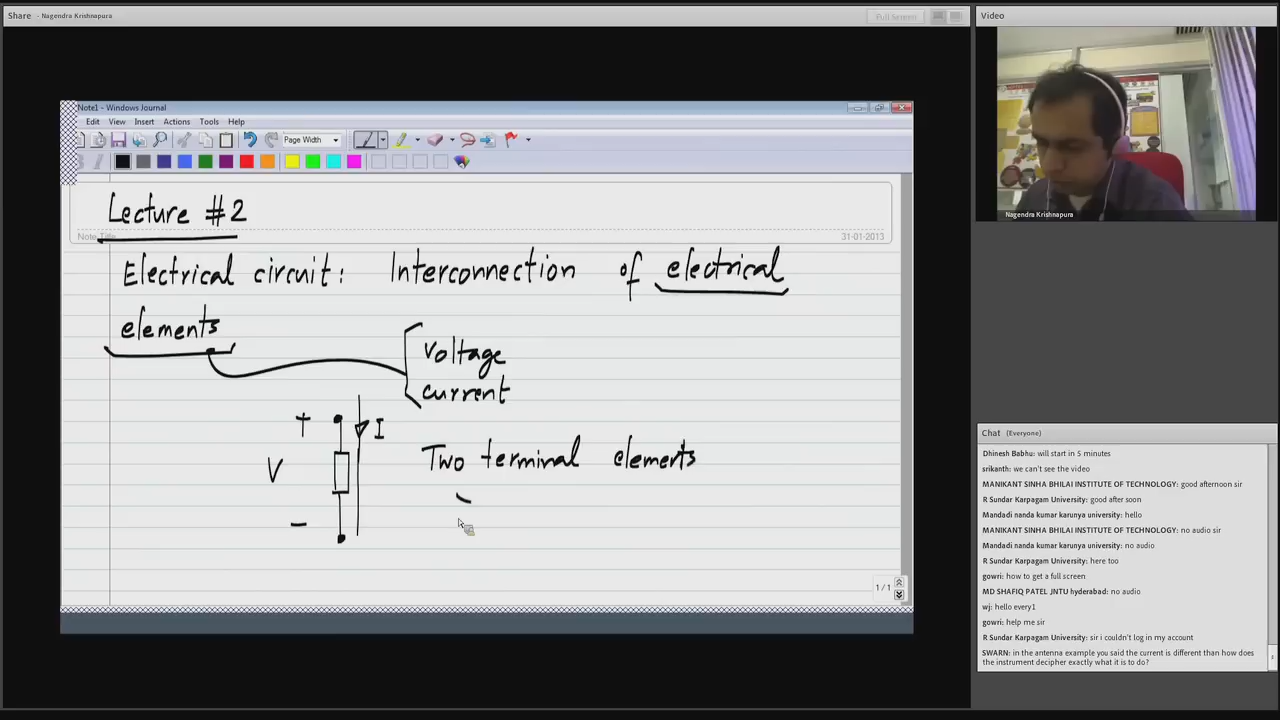 Share - Nagendra Krishnapura
Full Screen
Video
Nagendra Krishnapura
Note1 - Windows Journal
Edit View Insert Actions Tools Help
Page Width
Lecture #2
Note Title
31-01-2013
Electrical circuit: Interconnection of electrical
elements
Voltage
current
+ I
V
Two terminal elements
−
1 / 1
Chat (Everyone)
Dhinesh Babhu: will start in 5 minutes
srikanth: we can't see the video
MANIKANT SINHA BHILAI INSTITUTE OF TECHNOLOGY: good afternoon sir
R Sundar Karpagam University: good after soon
Mandadi nanda kumar karunya university: hello
MANIKANT SINHA BHILAI INSTITUTE OF TECHNOLOGY: no audio sir
Mandadi nanda kumar karunya university: no audio
R Sundar Karpagam University: here too
gowri: how to get a full screen
MD SHAFIQ PATEL JNTU hyderabad: no audio
wj: hello every1
gowri: help me sir
R Sundar Karpagam University: sir i couldn't log in my account
SWARN: in the antenna example you said the current is different than how does
the instrument decipher exactly what it is to do?